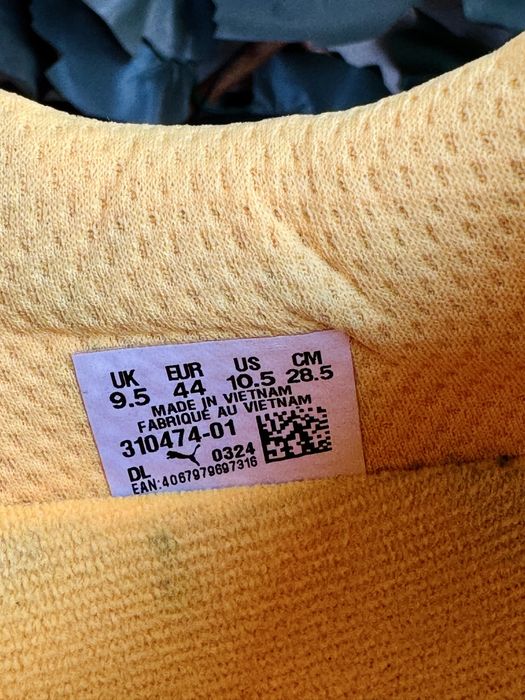 UK EUR US CM
9.5 44 10.5 28.5
MADE IN VIETNAM
FABRIQUÉ AU VIETNAM
310474-01
DL 0324
EAN:4067979697316